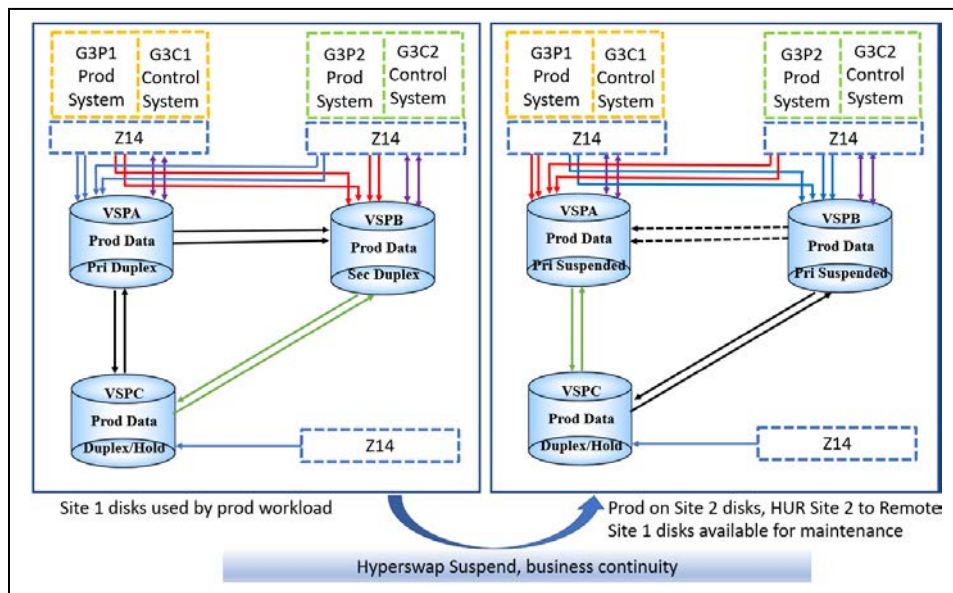 G3P1
Prod
System
G3C1
Control
System
G3P2
Prod
System
G3C2
Control
System
Z14
Z14
VSPA
Prod Data
Pri Duplex
VSPB
Prod Data
Sec Duplex
VSPC
Prod Data
Duplex/Hold
Z14
G3P1
Prod
System
G3C1
Control
System
G3P2
Prod
System
G3C2
Control
System
Z14
Z14
VSPA
Prod Data
Pri Suspended
VSPB
Prod Data
Pri Suspended
VSPC
Prod Data
Duplex/Hold
Z14
Site 1 disks used by prod workload
Prod on Site 2 disks, HUR Site 2 to Remote
Site 1 disks available for maintenance
Hyperswap Suspend, business continuity